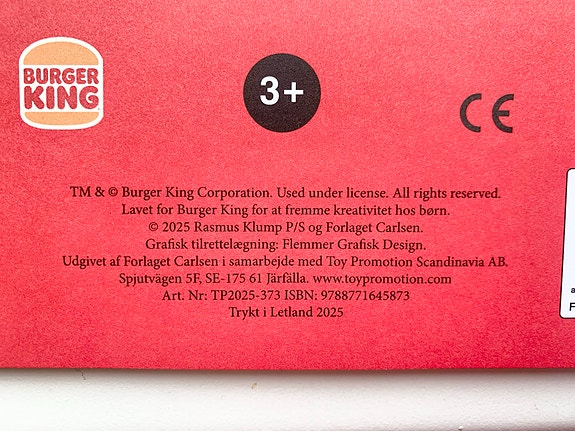 BURGER
KING
3+
CE
TM & © Burger King Corporation. Used under license. All rights reserved.
Lavet for Burger King for at fremme kreativitet hos børn.
© 2025 Rasmus Klump P/S og Forlaget Carlsen.
Grafisk tilrettelægning: Flemmer Grafisk Design.
Udgivet af Forlaget Carlsen i samarbejde med Toy Promotion Scandinavia AB.
Spjutvägen 5F, SE-175 61 Järfälla. www.toypromotion.com
Art. Nr: TP2025-373 ISBN: 9788771645873
Trykt i Letland 2025